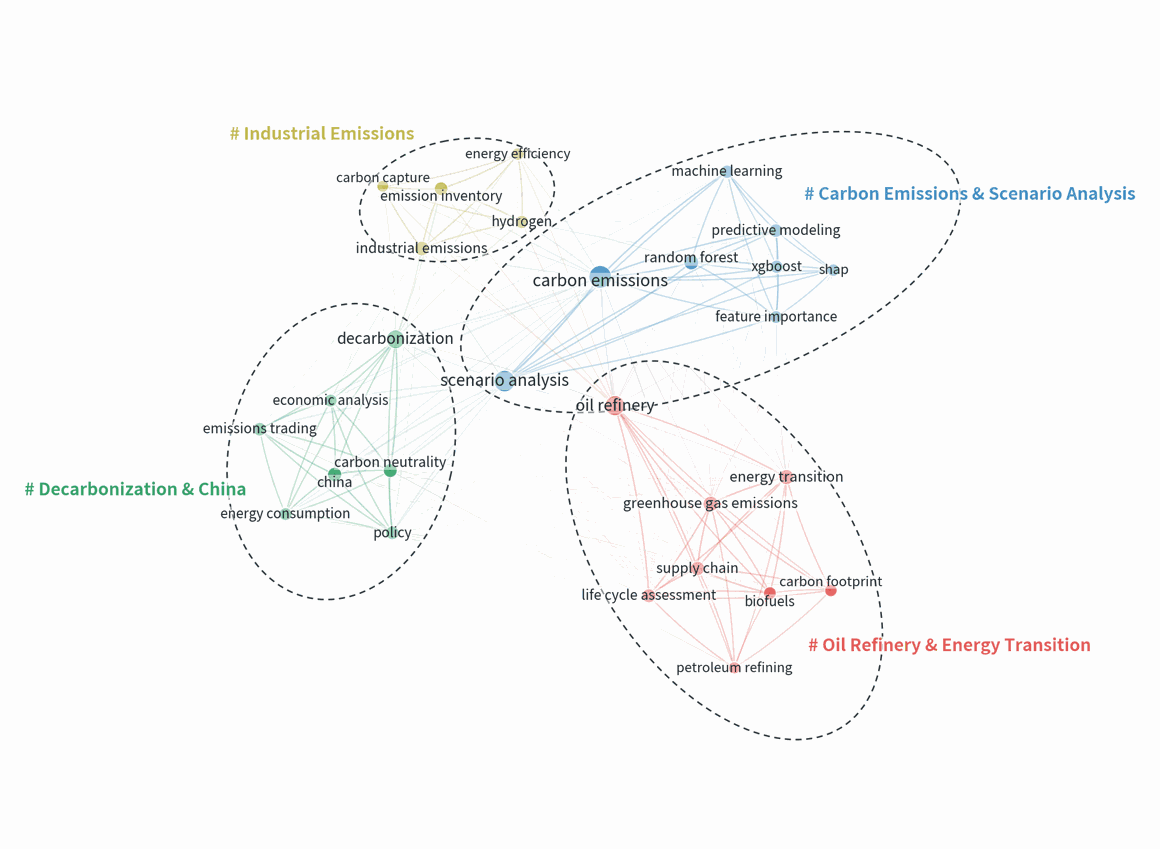 # Industrial Emissions
energy efficiency
carbon capture
emission inventory
hydrogen
industrial emissions
machine learning
# Carbon Emissions & Scenario Analysis
predictive modeling
random forest
xgboost
shap
carbon emissions
feature importance
decarbonization
scenario analysis
economic analysis
emissions trading
carbon neutrality
china
# Decarbonization & China
energy consumption
policy
oil refinery
energy transition
greenhouse gas emissions
supply chain
carbon footprint
life cycle assessment
biofuels
# Oil Refinery & Energy Transition
petroleum refining